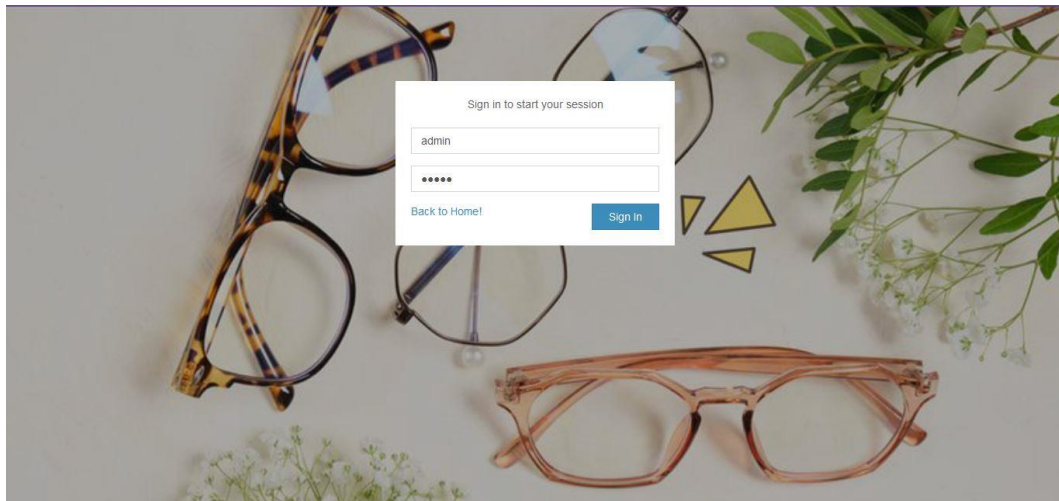 Sign in to start your session
admin
●●●●●
Back to Home!
Sign In